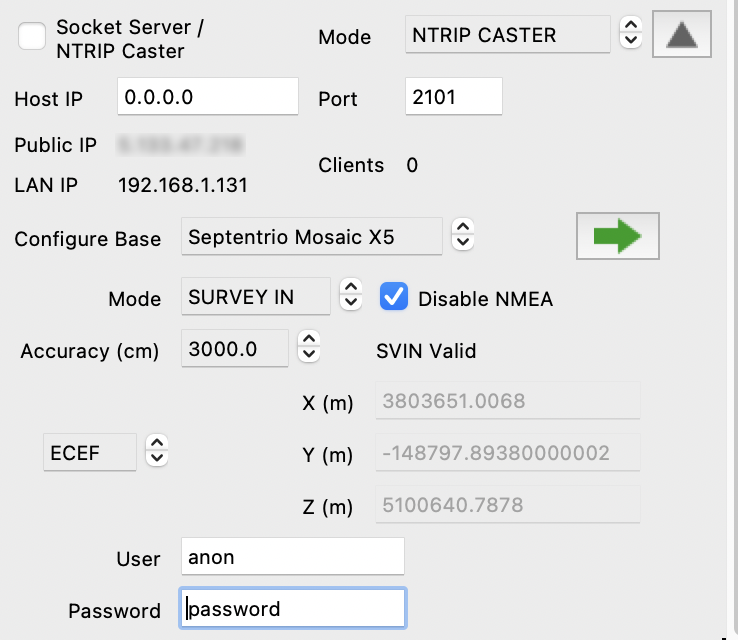 Socket Server /
NTRIP Caster
Mode
NTRIP CASTER
Host IP
0.0.0.0
Port
2101
Public IP
LAN IP
192.168.1.131
Clients
0
Configure Base
Septentrio Mosaic X5
Mode
SURVEY IN
Disable NMEA
Accuracy (cm)
3000.0
SVIN Valid
X (m)
3803651.0068
ECEF
Y (m)
-148797.89380000002
Z (m)
5100640.7878
User
anon
Password
password